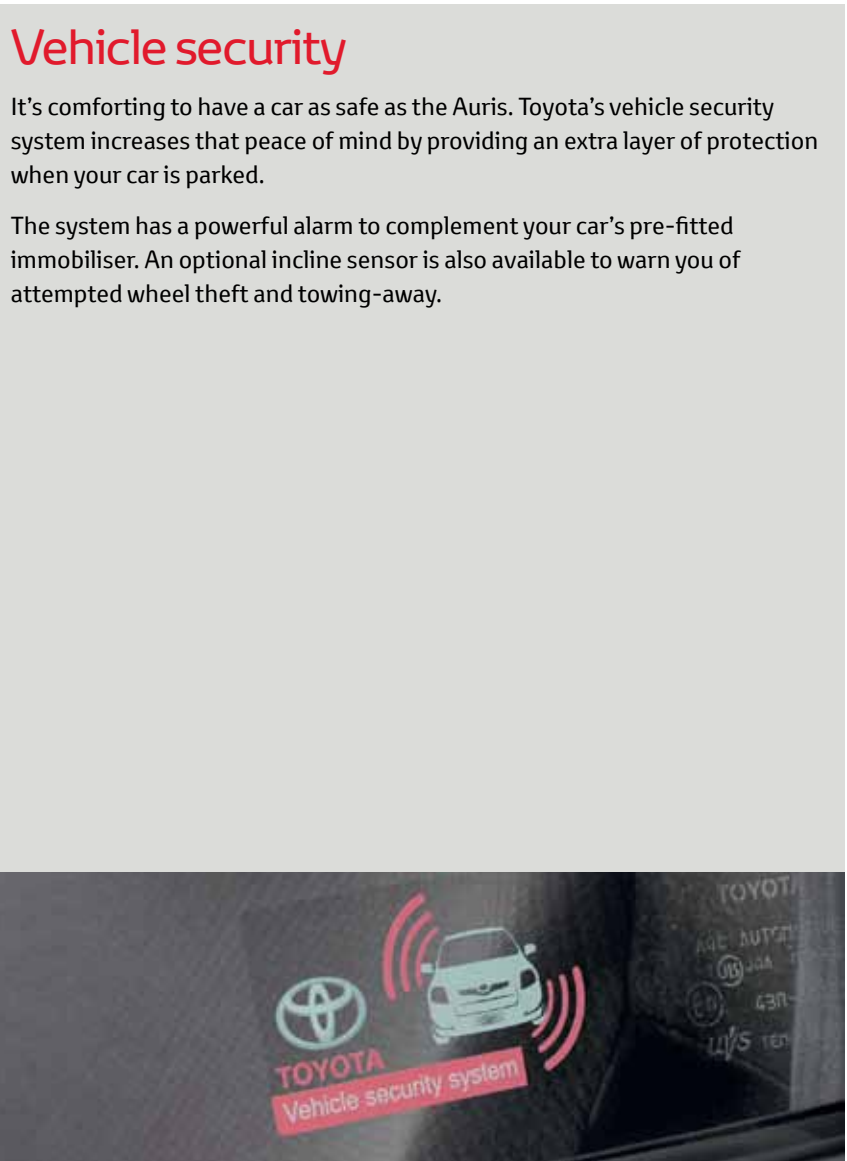 Vehicle security
It’s comforting to have a car as safe as the Auris. Toyota’s vehicle security
system increases that peace of mind by providing an extra layer of protection
when your car is parked.
The system has a powerful alarm to complement your car’s pre-fitted
immobiliser. An optional incline sensor is also available to warn you of
attempted wheel theft and towing-away.
TOYOTA
Vehicle security system